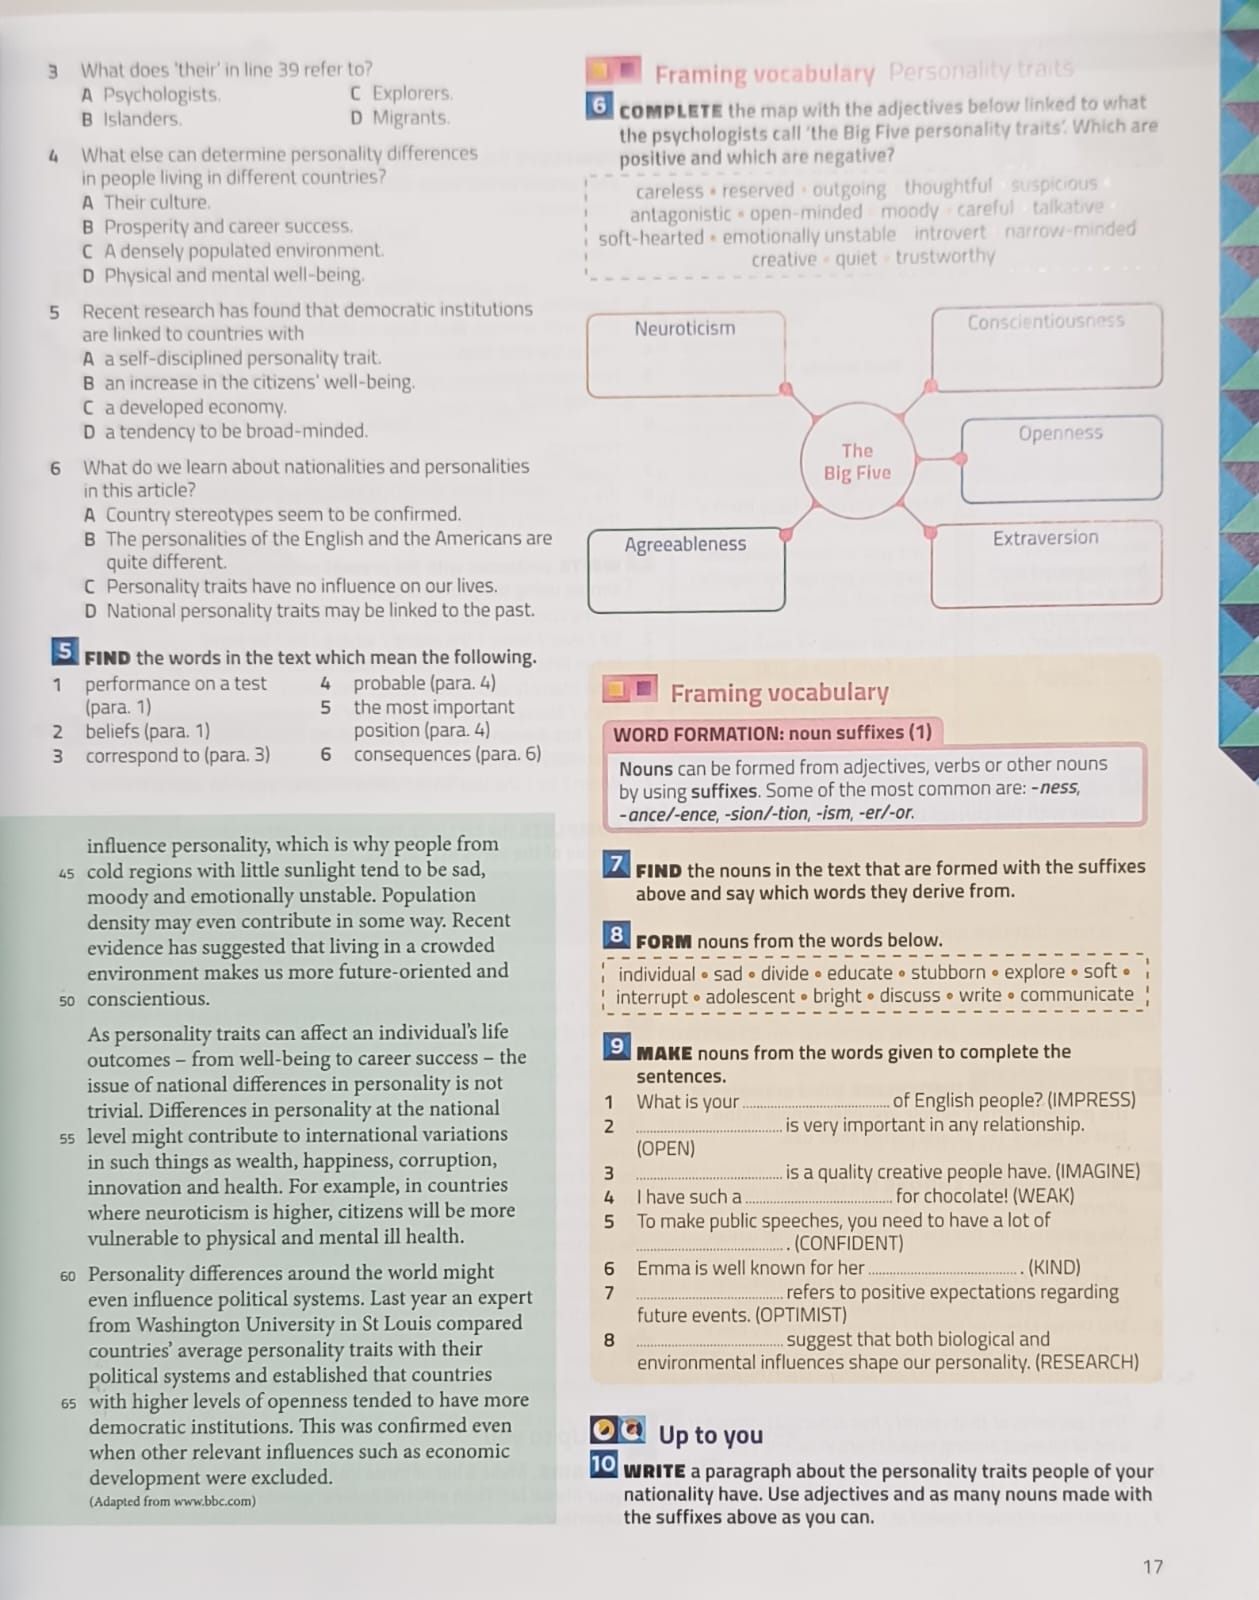 3 What does 'their' in line 39 refer to?
A Psychologists. C Explorers.
B Islanders. D Migrants.
4 What else can determine personality differences
in people living in different countries?
A Their culture.
B Prosperity and career success.
C A densely populated environment.
D Physical and mental well-being.
5 Recent research has found that democratic institutions
are linked to countries with
A a self-disciplined personality trait.
B an increase in the citizens' well-being.
C a developed economy.
D a tendency to be broad-minded.
6 What do we learn about nationalities and personalities
in this article?
A Country stereotypes seem to be confirmed.
B The personalities of the English and the Americans are
quite different.
C Personality traits have no influence on our lives.
D National personality traits may be linked to the past.
5 FIND the words in the text which mean the following.
1 performance on a test
(para. 1)
2 beliefs (para. 1)
3 correspond to (para. 3)
4 probable (para. 4)
5 the most important
position (para. 4)
6 consequences (para. 6)
influence personality, which is why people from
45 cold regions with little sunlight tend to be sad,
moody and emotionally unstable. Population
density may even contribute in some way. Recent
evidence has suggested that living in a crowded
environment makes us more future-oriented and
50 conscientious.
As personality traits can affect an individual's life
outcomes – from well-being to career success – the
issue of national differences in personality is not
trivial. Differences in personality at the national
55 level might contribute to international variations
in such things as wealth, happiness, corruption,
innovation and health. For example, in countries
where neuroticism is higher, citizens will be more
vulnerable to physical and mental ill health.
60 Personality differences around the world might
even influence political systems. Last year an expert
from Washington University in St Louis compared
countries' average personality traits with their
political systems and established that countries
65 with higher levels of openness tended to have more
democratic institutions. This was confirmed even
when other relevant influences such as economic
development were excluded.
(Adapted from www.bbc.com)
Framing vocabulary Personality traits
6 COMPLETE the map with the adjectives below linked to what
the psychologists call 'the Big Five personality traits'. Which are
positive and which are negative?
careless • reserved • outgoing • thoughtful • suspicious •
antagonistic • open-minded • moody • careful • talkative •
soft-hearted • emotionally unstable • introvert • narrow-minded
creative • quiet • trustworthy
Neuroticism
Conscientiousness
The
Big Five
Openness
Agreeableness
Extraversion
Framing vocabulary
WORD FORMATION: noun suffixes (1)
Nouns can be formed from adjectives, verbs or other nouns
by using suffixes. Some of the most common are: -ness,
-ance/-ence, -sion/-tion, -ism, -er/-or.
7 FIND the nouns in the text that are formed with the suffixes
above and say which words they derive from.
8 FORM nouns from the words below.
individual • sad • divide • educate • stubborn • explore • soft •
interrupt • adolescent • bright • discuss • write • communicate
9 MAKE nouns from the words given to complete the
sentences.
1 What is your .............................. of English people? (IMPRESS)
2 .............................. is very important in any relationship.
(OPEN)
3 .............................. is a quality creative people have. (IMAGINE)
4 I have such a .............................. for chocolate! (WEAK)
5 To make public speeches, you need to have a lot of
.............................. . (CONFIDENT)
6 Emma is well known for her .............................. . (KIND)
7 .............................. refers to positive expectations regarding
future events. (OPTIMIST)
8 .............................. suggest that both biological and
environmental influences shape our personality. (RESEARCH)
Up to you
10 WRITE a paragraph about the personality traits people of your
nationality have. Use adjectives and as many nouns made with
the suffixes above as you can.
17